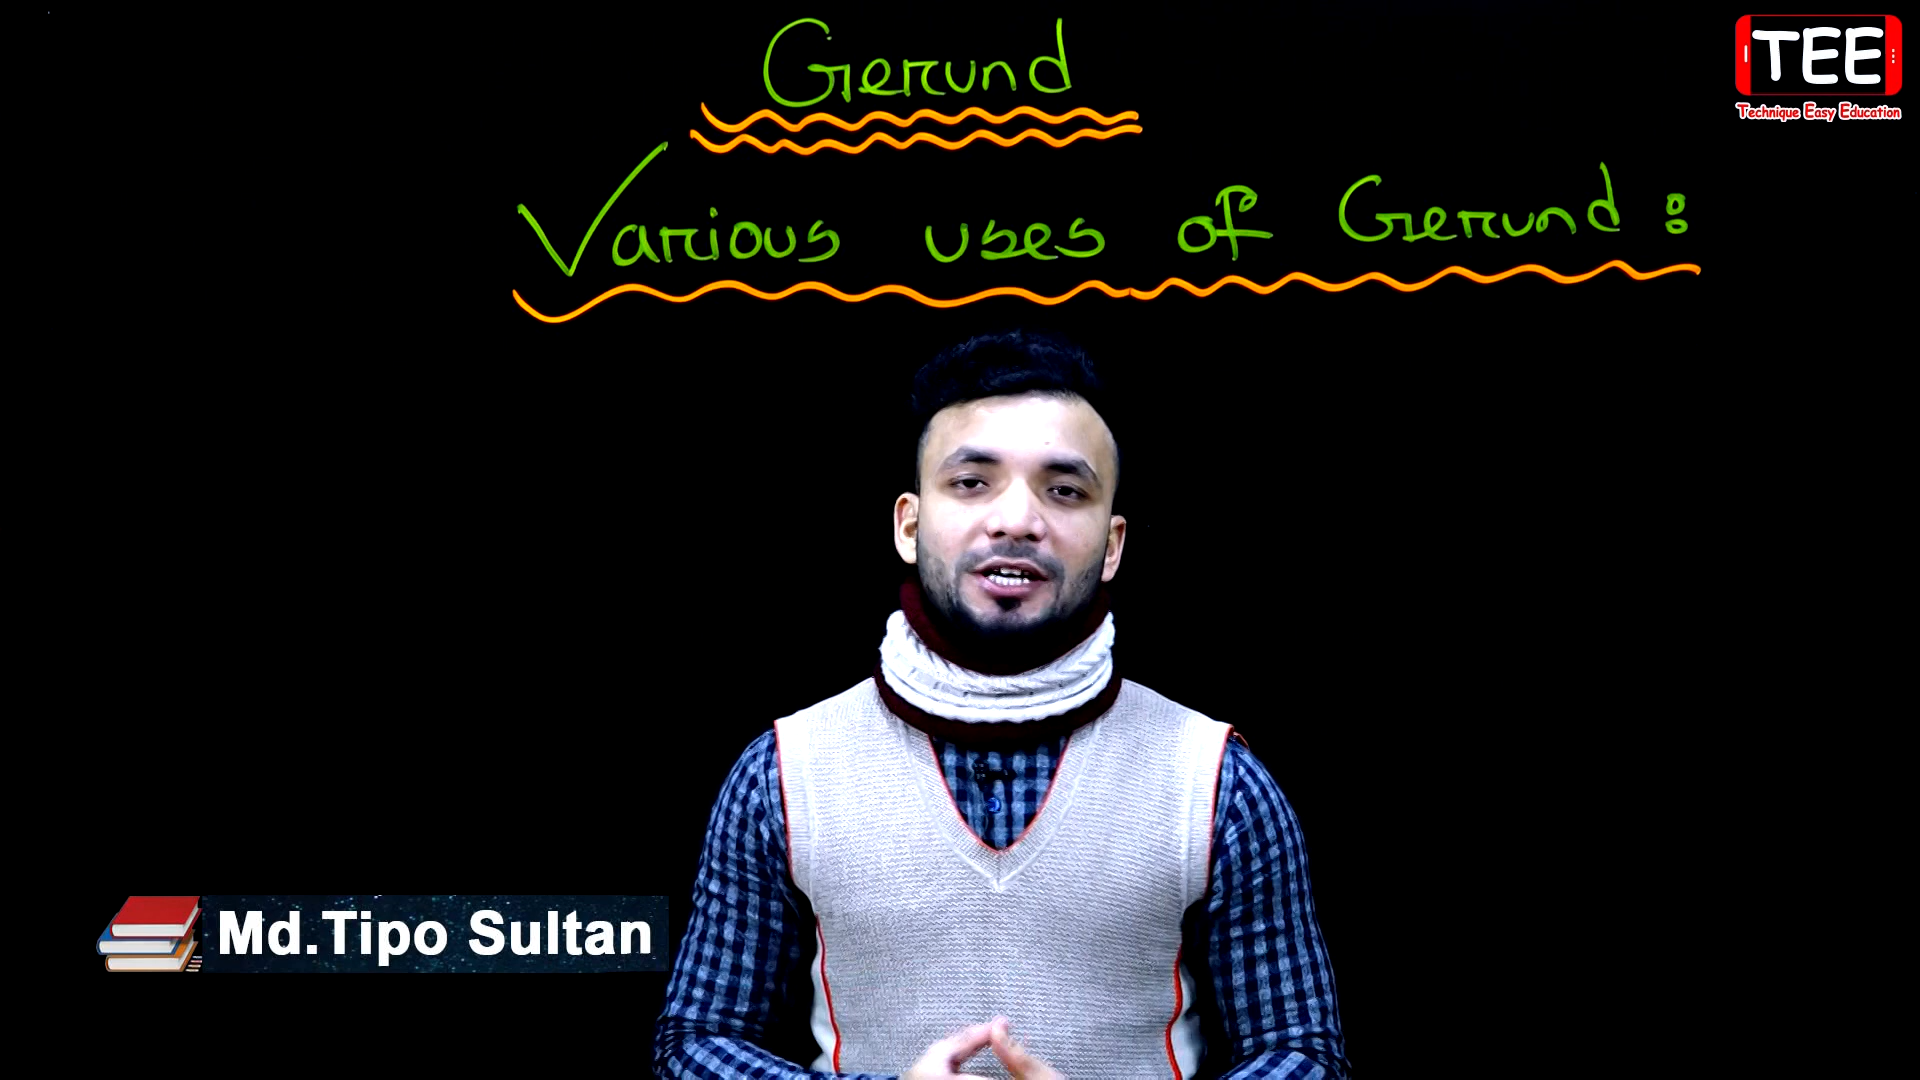 Gerund
TEE
Technique Easy Education
Various uses of Gerund :
Md.Tipo Sultan